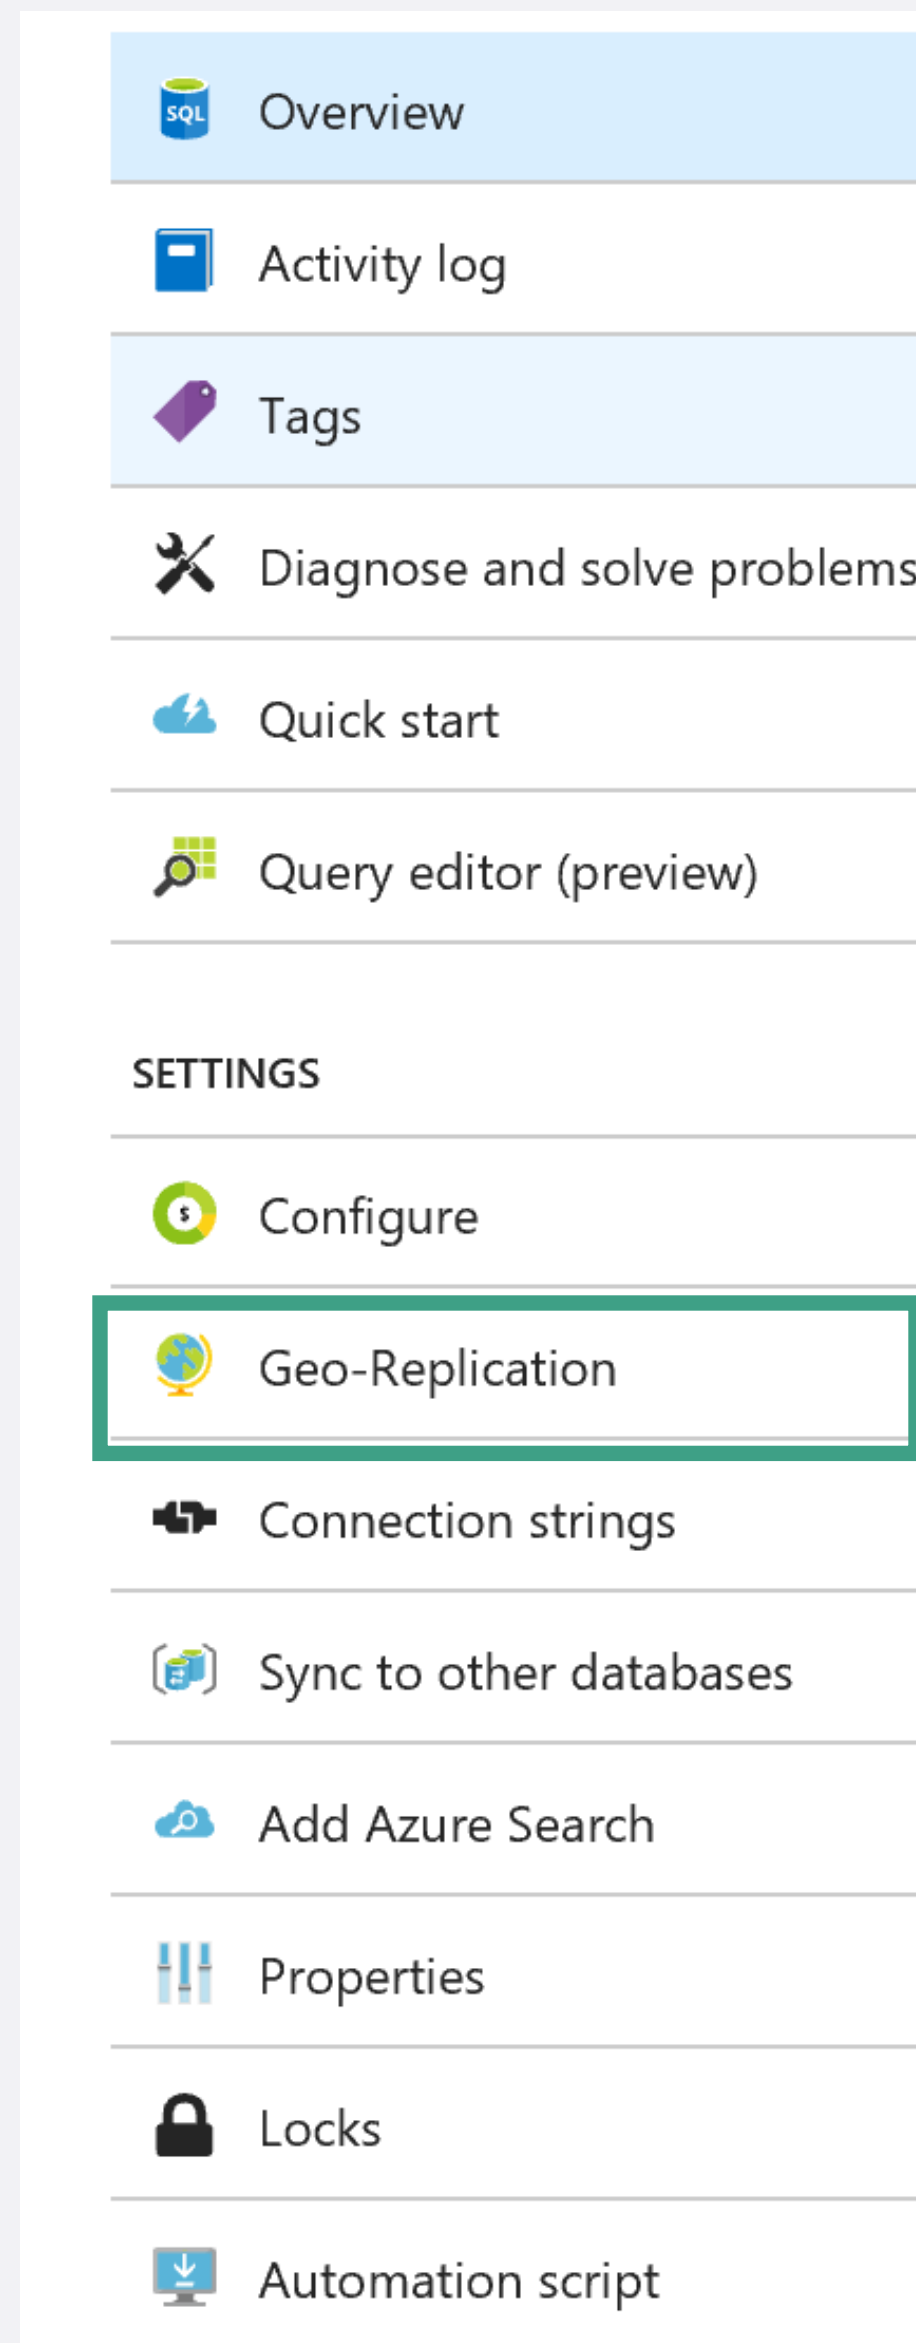 SQL Overview
Activity log
Tags
Diagnose and solve problems
Quick start
Query editor (preview)
SETTINGS
$ Configure
Geo-Replication
Connection strings
Sync to other databases
Add Azure Search
Properties
Locks
Automation script